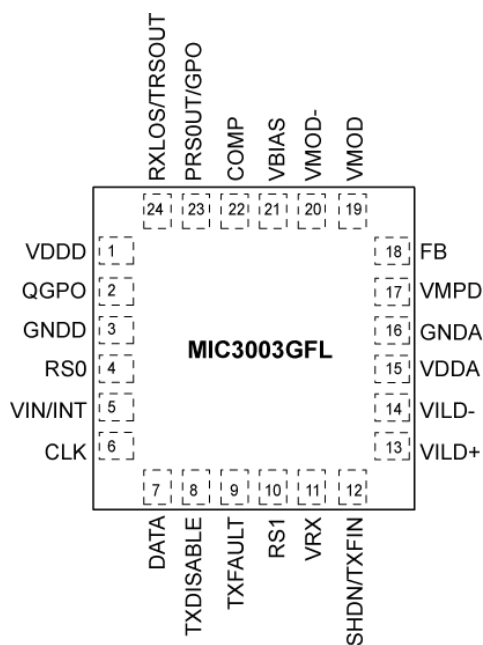 RXLOS/TRSOUT
PRS0UT/GPO
COMP
VBIAS
VMOD-
VMOD
24 23 22 21 20 19
VDDD 1
QGPO 2
GNDD 3
RS0 4
VIN/INT 5
CLK 6
MIC3003GFL
18 FB
17 VMPD
16 GNDA
15 VDDA
14 VILD-
13 VILD+
7 8 9 10 11 12
DATA
TXDISABLE
TXFAULT
RS1
VRX
SHDN/TXFIN